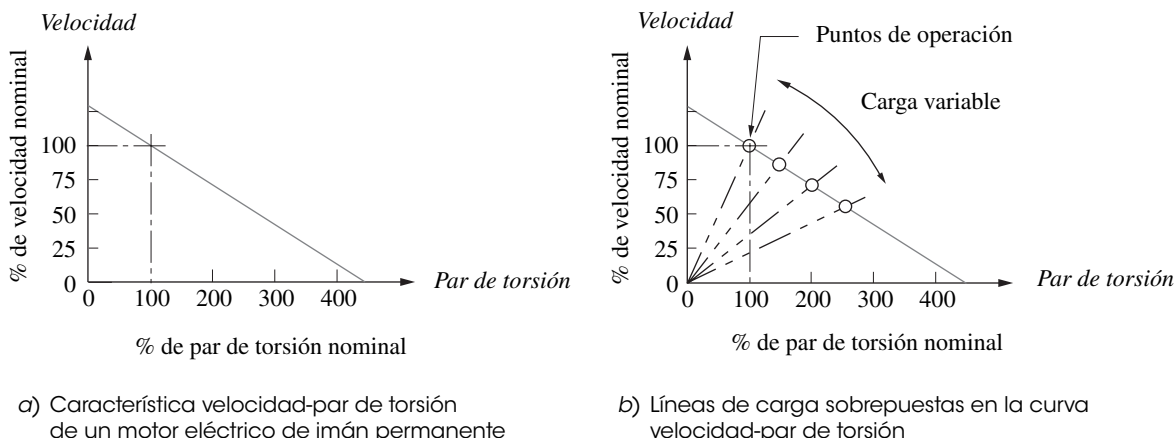 Velocidad
% de velocidad nominal
100
75
50
25
0
0 100 200 300 400
Par de torsión
% de par de torsión nominal
a) Característica velocidad-par de torsión
de un motor eléctrico de imán permanente
Velocidad
Puntos de operación
Carga variable
% de velocidad nominal
100
75
50
25
0
0 100 200 300 400
Par de torsión
% de par de torsión nominal
b) Líneas de carga sobrepuestas en la curva
velocidad-par de torsión